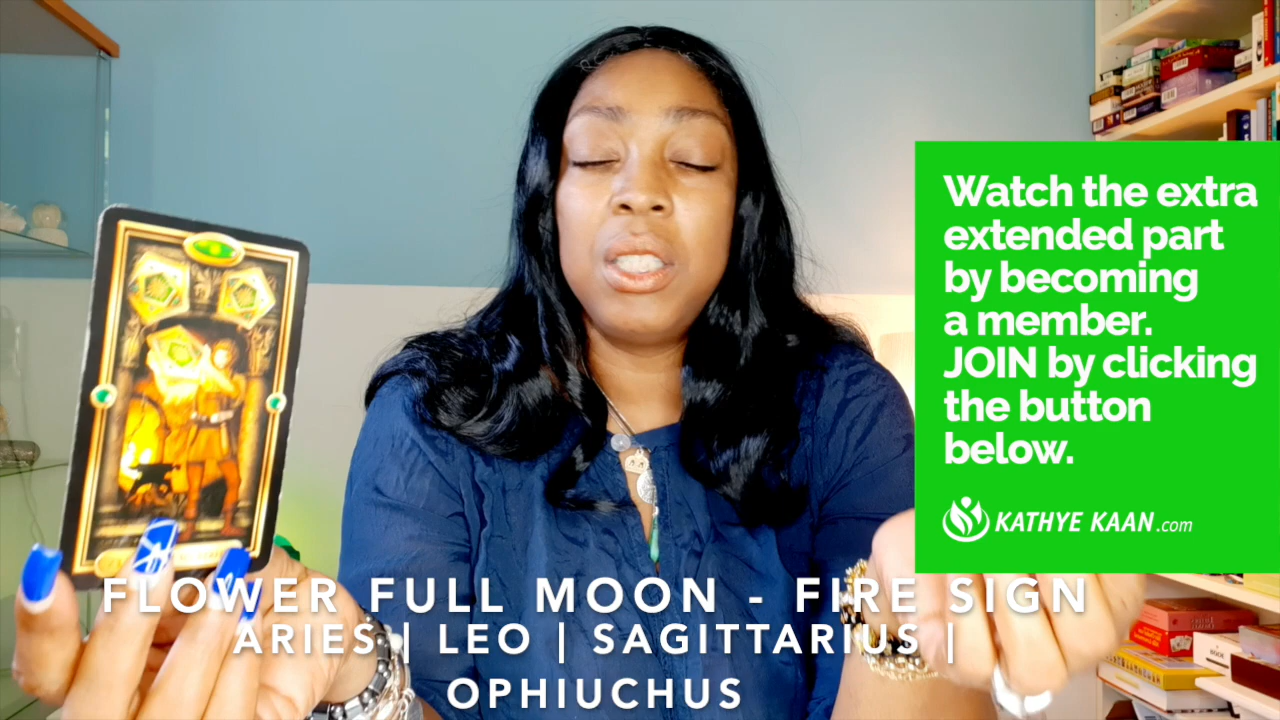 Watch the extra
extended part
by becoming
a member.
JOIN by clicking
the button
below.
KATHYE KAAN.com
FLOWER FULL MOON - FIRE SIGN
ARIES | LEO | SAGITTARIUS |
OPHIUCHUS